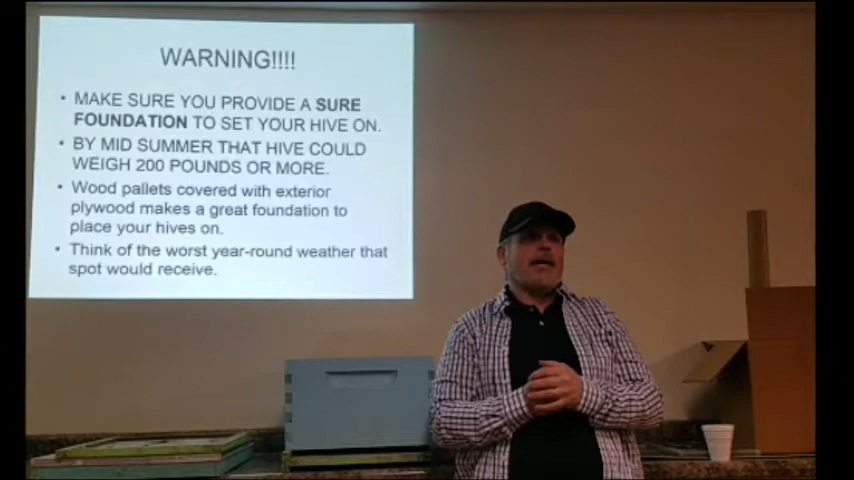 WARNING!!!!
• MAKE SURE YOU PROVIDE A SURE
FOUNDATION TO SET YOUR HIVE ON.
• BY MID SUMMER THAT HIVE COULD
WEIGH 200 POUNDS OR MORE.
• Wood pallets covered with exterior
plywood makes a great foundation to
place your hives on.
• Think of the worst year-round weather that
spot would receive.